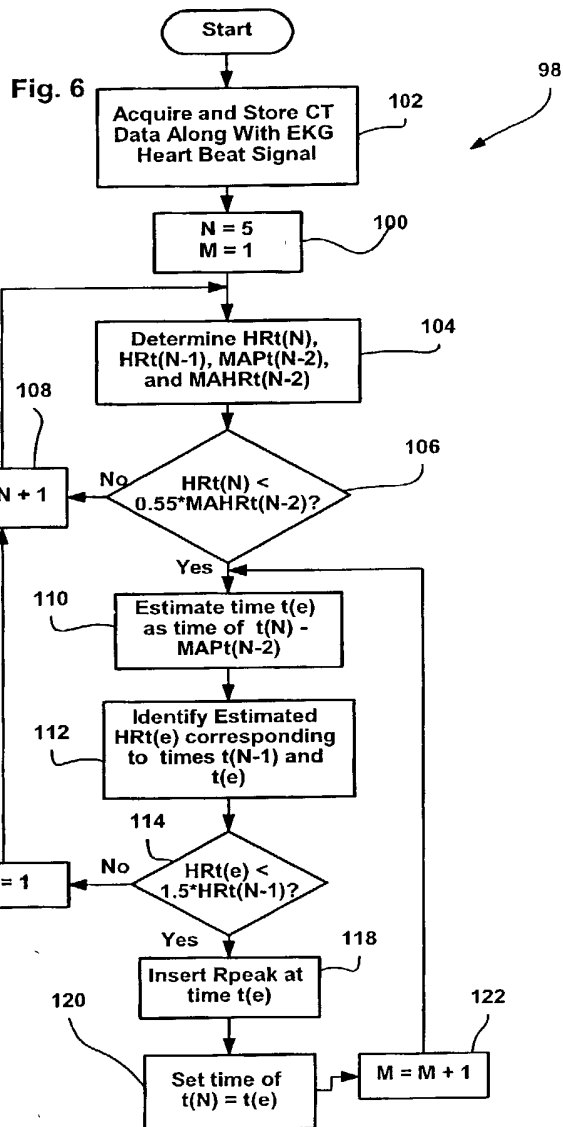 Start
Fig. 6
98
Acquire and Store CT
Data Along With EKG
Heart Beat Signal
102
N = 5
M = 1
100
Determine HRt(N),
HRt(N-1), MAPt(N-2),
and MAHRt(N-2)
104
108
N + 1
No
HRt(N) <
0.55*MAHRt(N-2)?
106
Yes
110
Estimate time t(e)
as time of t(N) -
MAPt(N-2)
112
Identify Estimated
HRt(e) corresponding
to times t(N-1) and
t(e)
114
= 1
No
HRt(e) <
1.5*HRt(N-1)?
Yes
118
Insert Rpeak at
time t(e)
120
Set time of
t(N) = t(e)
122
M = M + 1